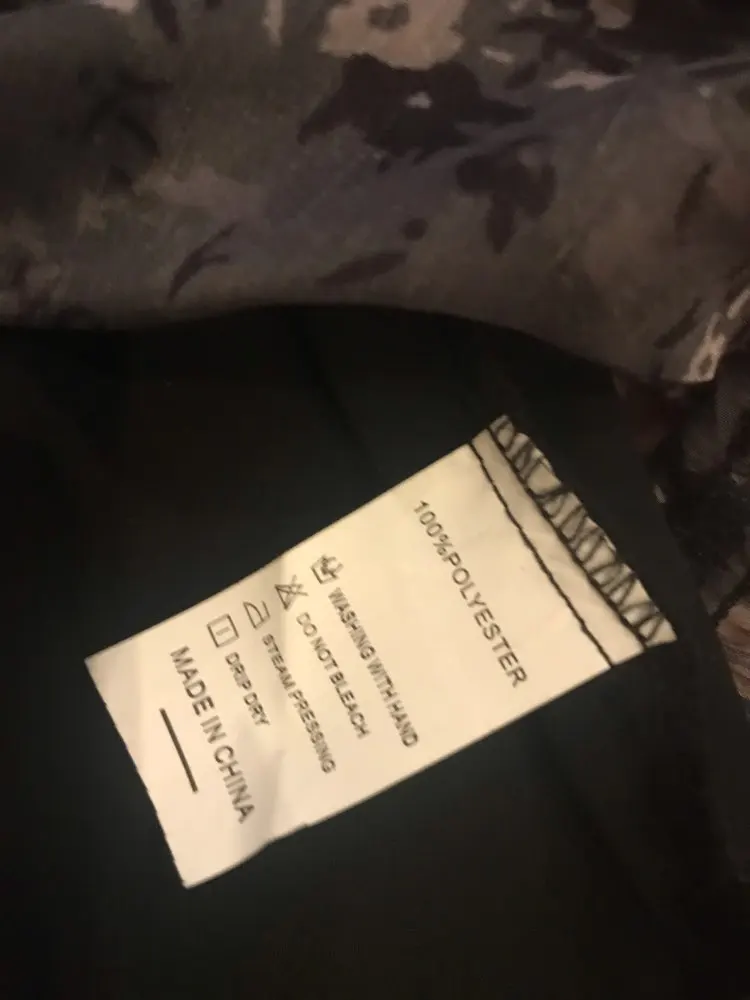 100%POLYESTER
WASHING WITH HAND
DO NOT BLEACH
STEAM PRESSING
DRIP DRY
MADE IN CHINA